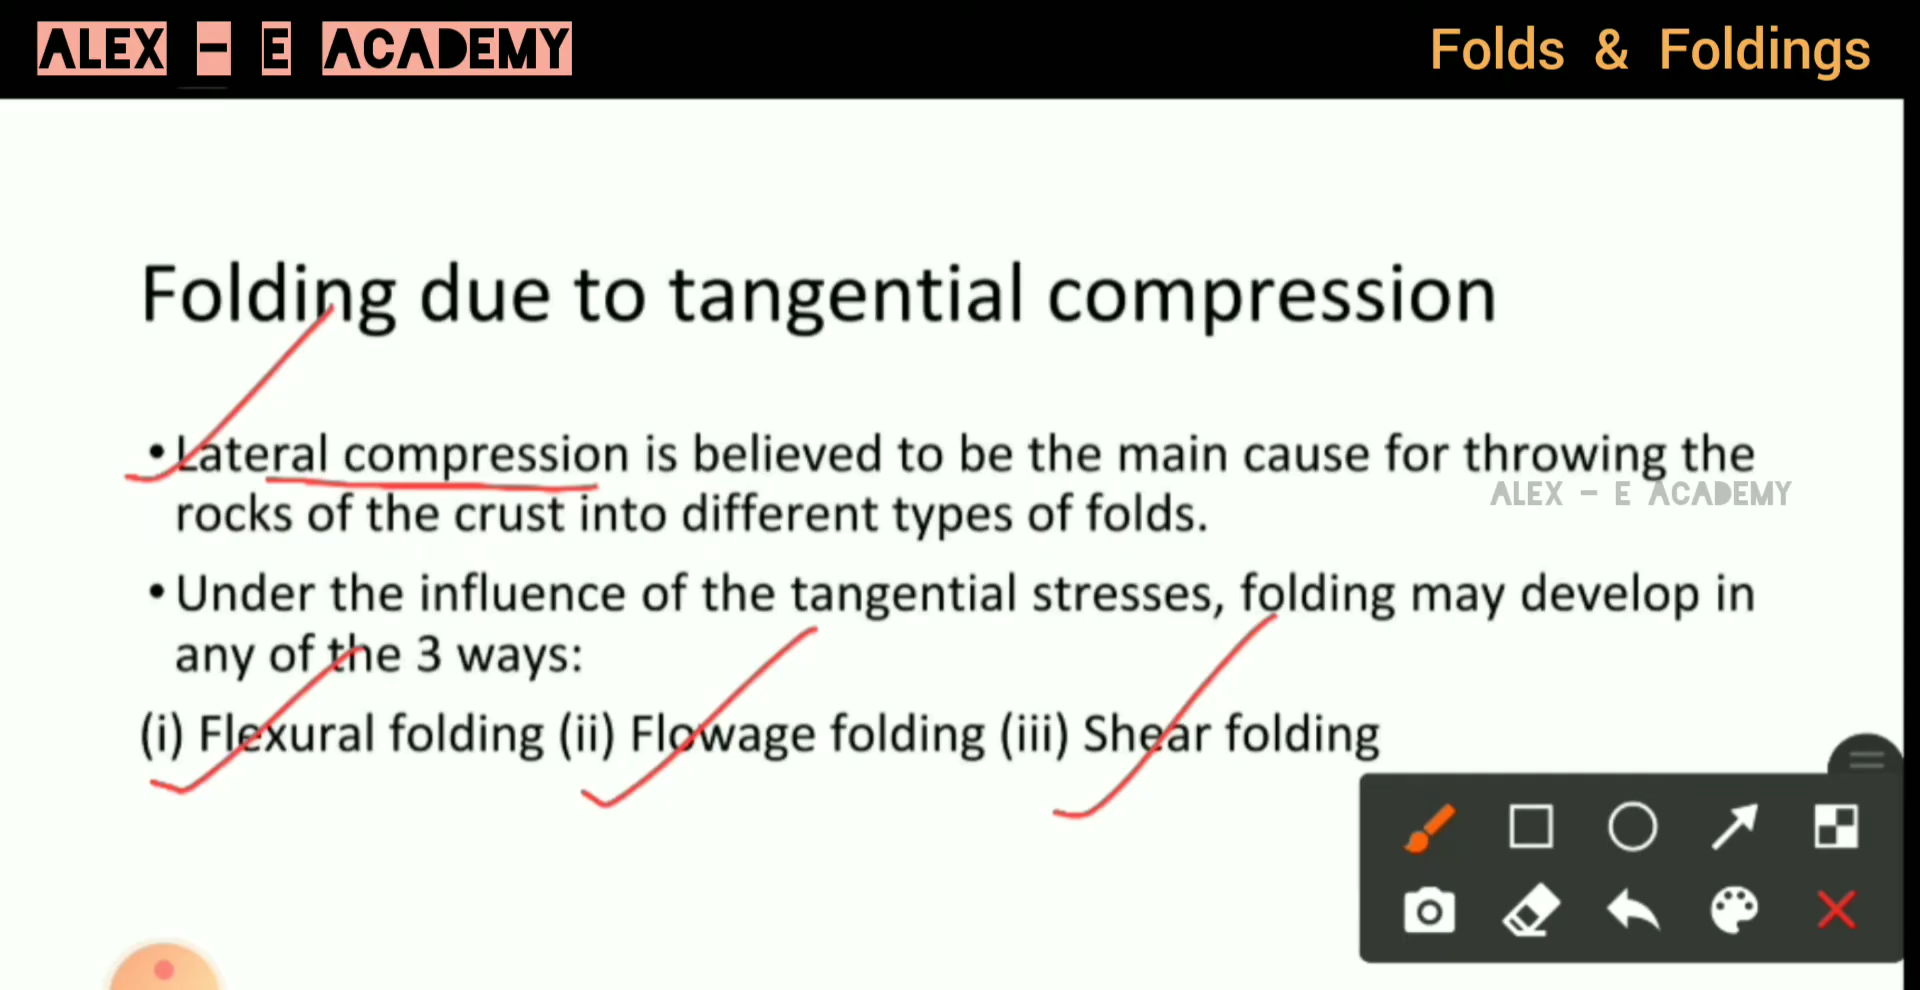 ALEX - E ACADEMY
Folds & Foldings
Folding due to tangential compression
• Lateral compression is believed to be the main cause for throwing the
rocks of the crust into different types of folds.
ALEX - E ACADEMY
• Under the influence of the tangential stresses, folding may develop in
any of the 3 ways:
(i) Flexural folding (ii) Flowage folding (iii) Shear folding